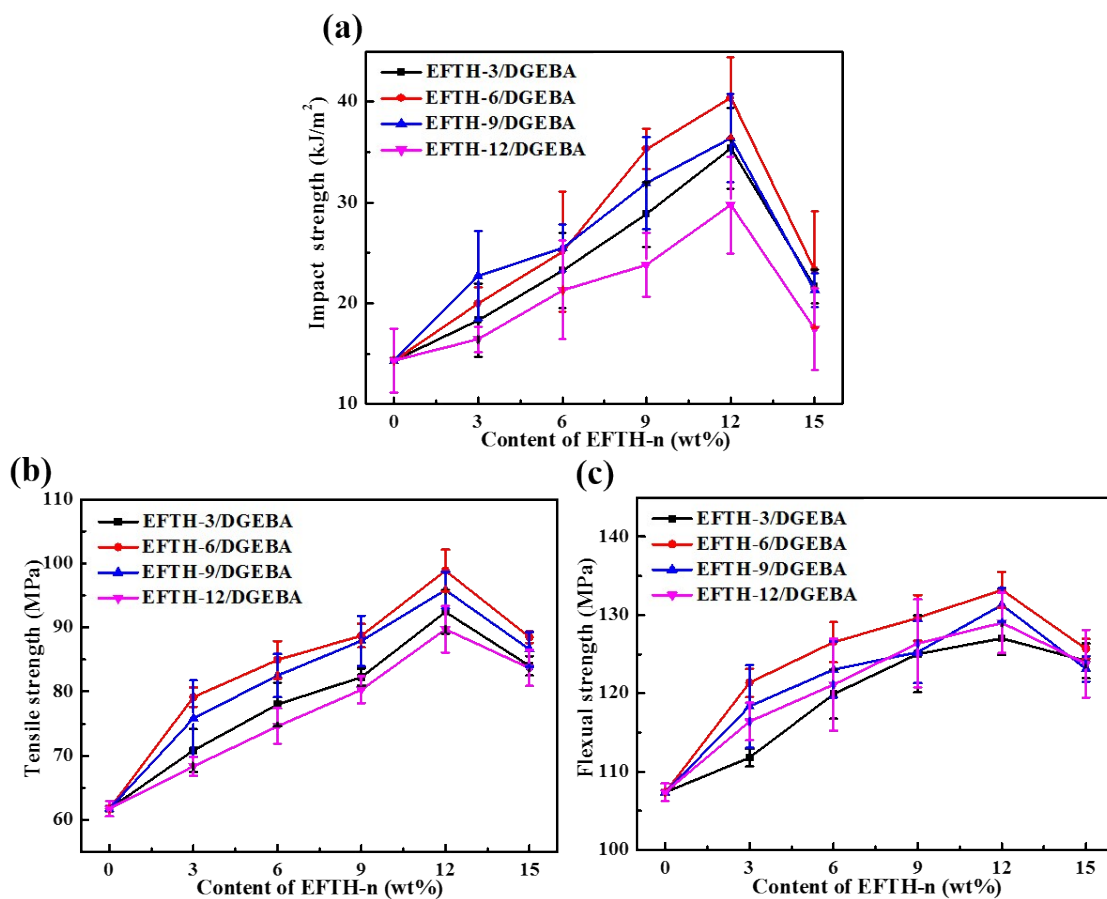 (a)
EFTH-3/DGEBA
EFTH-6/DGEBA
EFTH-9/DGEBA
EFTH-12/DGEBA
Impact strength (kJ/m²)
40
30
20
10
0 3 6 9 12 15
Content of EFTH-n (wt%)
(b)
EFTH-3/DGEBA
EFTH-6/DGEBA
EFTH-9/DGEBA
EFTH-12/DGEBA
Tensile strength (MPa)
110
100
90
80
70
60
0 3 6 9 12 15
Content of EFTH-n (wt%)
(c)
EFTH-3/DGEBA
EFTH-6/DGEBA
EFTH-9/DGEBA
EFTH-12/DGEBA
Flexual strength (MPa)
140
130
120
110
100
0 3 6 9 12 15
Content of EFTH-n (wt%)